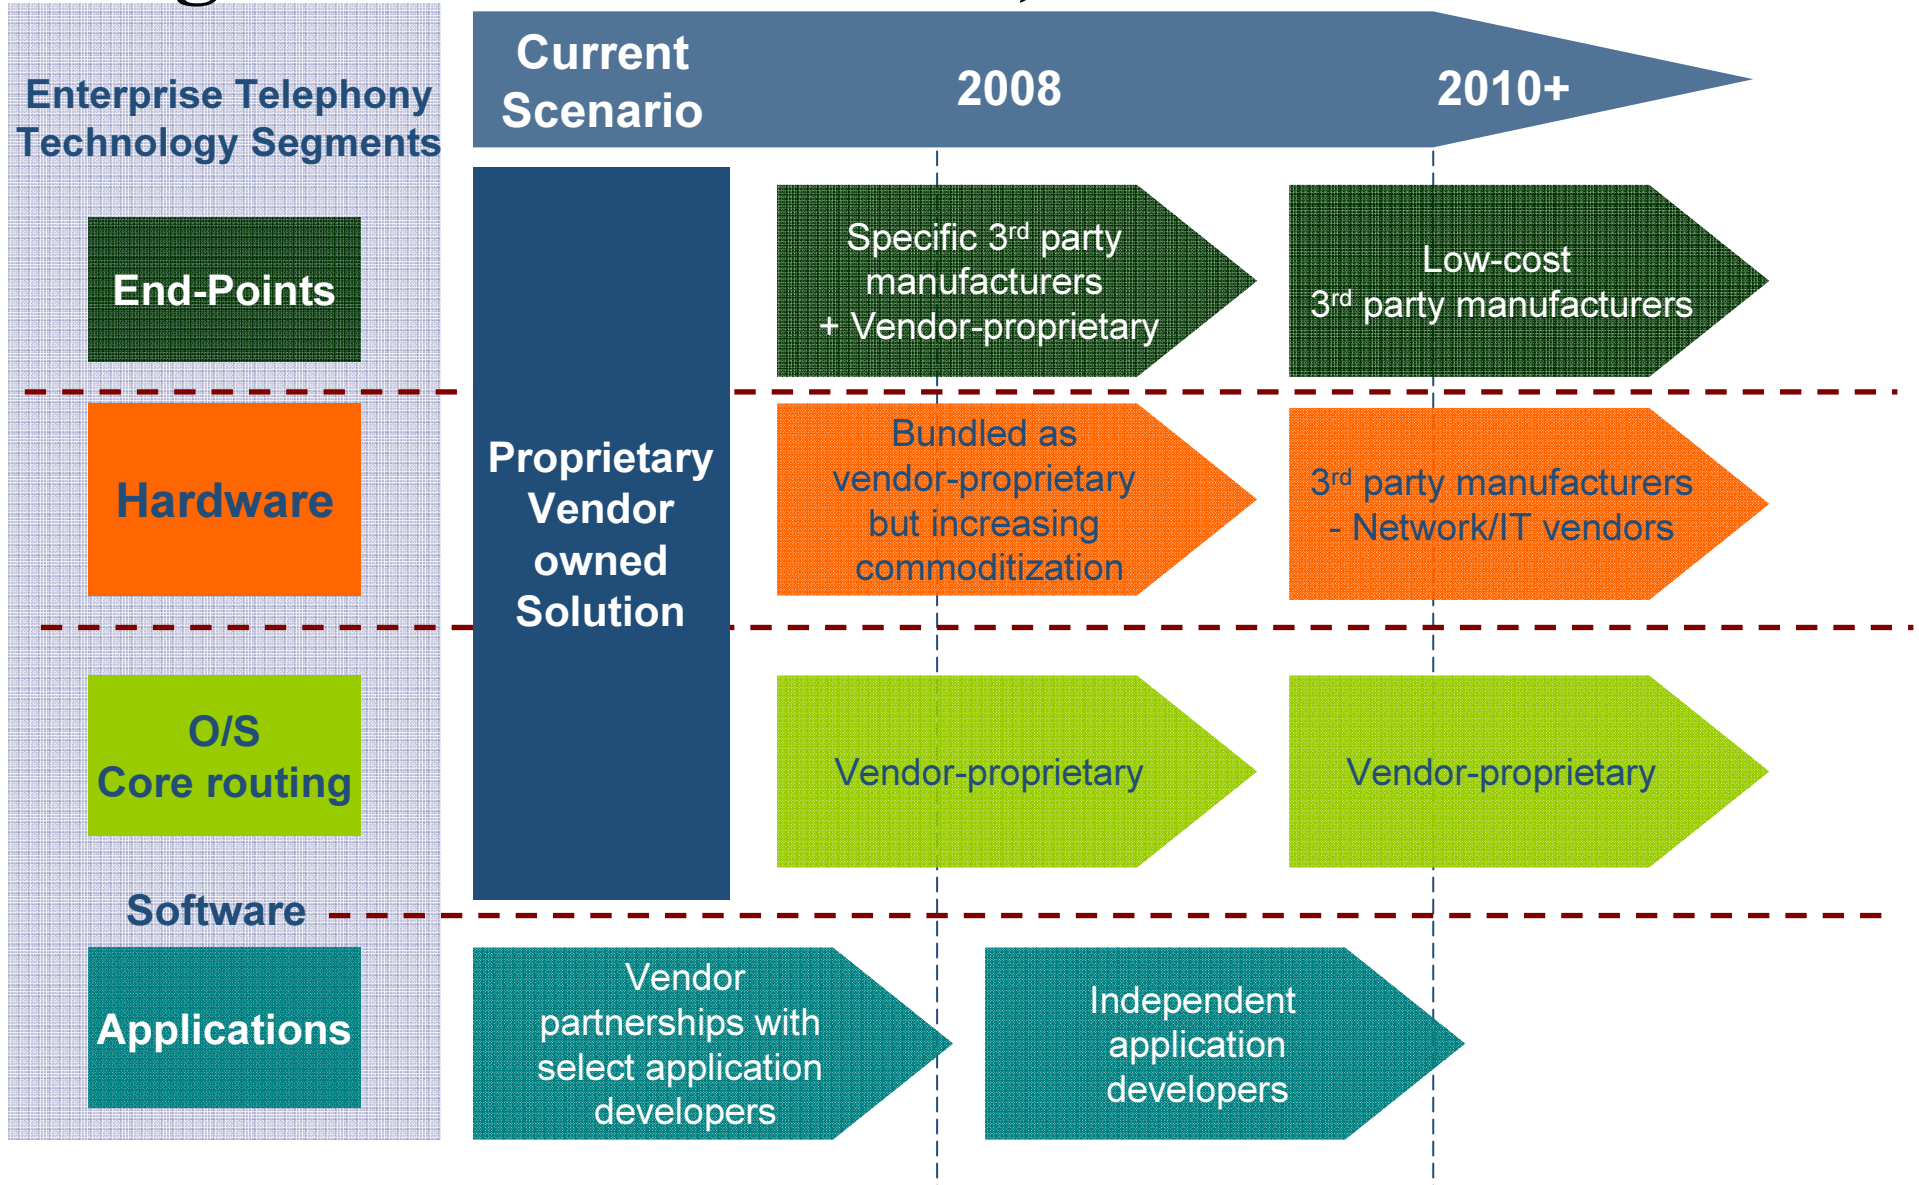 Enterprise Telephony
Technology Segments
Current
Scenario
2008
2010+
End-Points
Specific 3rd party
manufacturers
+ Vendor-proprietary
Low-cost
3rd party manufacturers
Proprietary
Vendor
owned
Solution
Hardware
Bundled as
vendor-proprietary
but increasing
commoditization
3rd party manufacturers
- Network/IT vendors
O/S
Core routing
Vendor-proprietary
Vendor-proprietary
Software
Applications
Vendor
partnerships with
select application
developers
Independent
application
developers